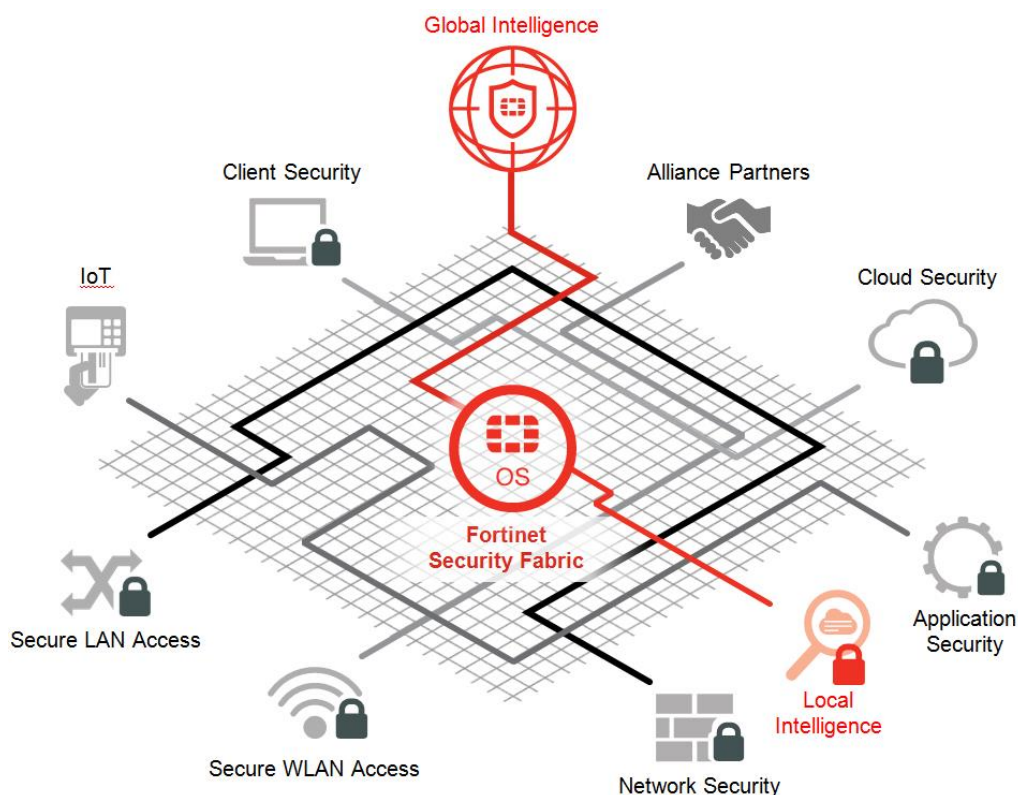 Global Intelligence
Client Security
Alliance Partners
IoT
Cloud Security
OS
Fortinet
Security Fabric
Secure LAN Access
Application
Security
Local
Intelligence
Secure WLAN Access
Network Security